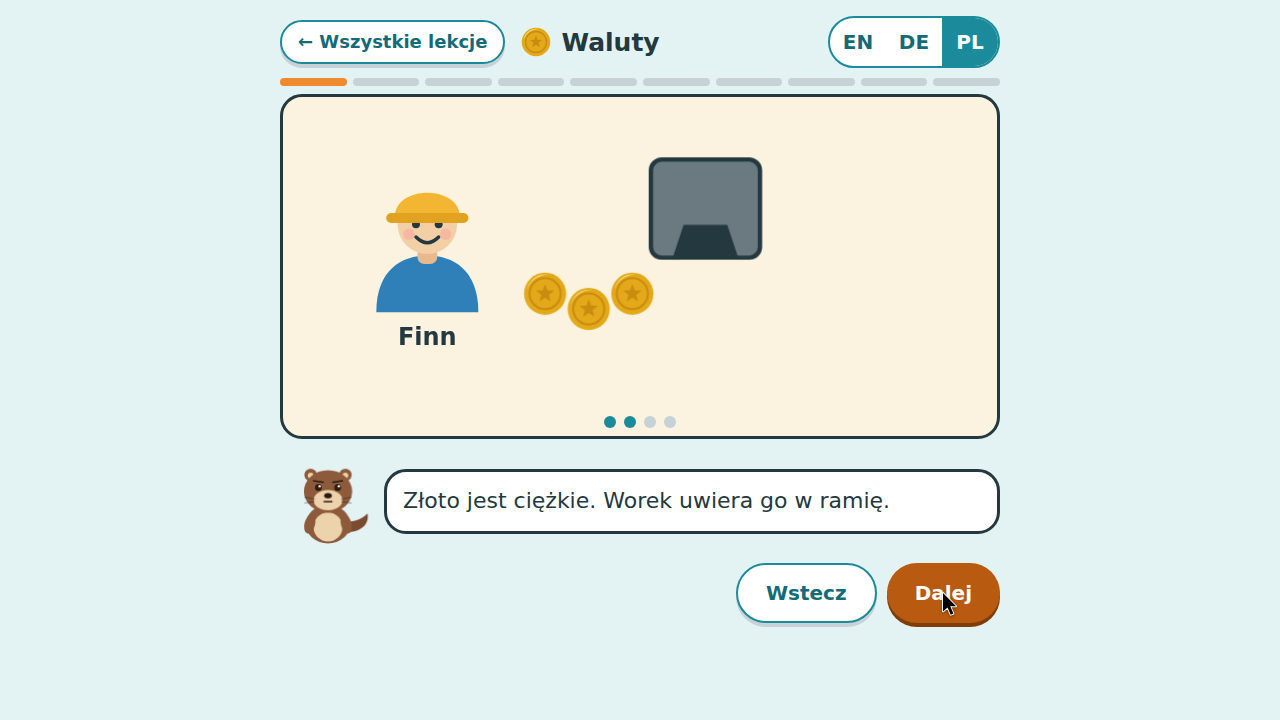 ← Wszystkie lekcje
Waluty
EN DE PL
Finn
Złoto jest ciężkie. Worek uwiera go w ramię.
Wstecz
Dalej